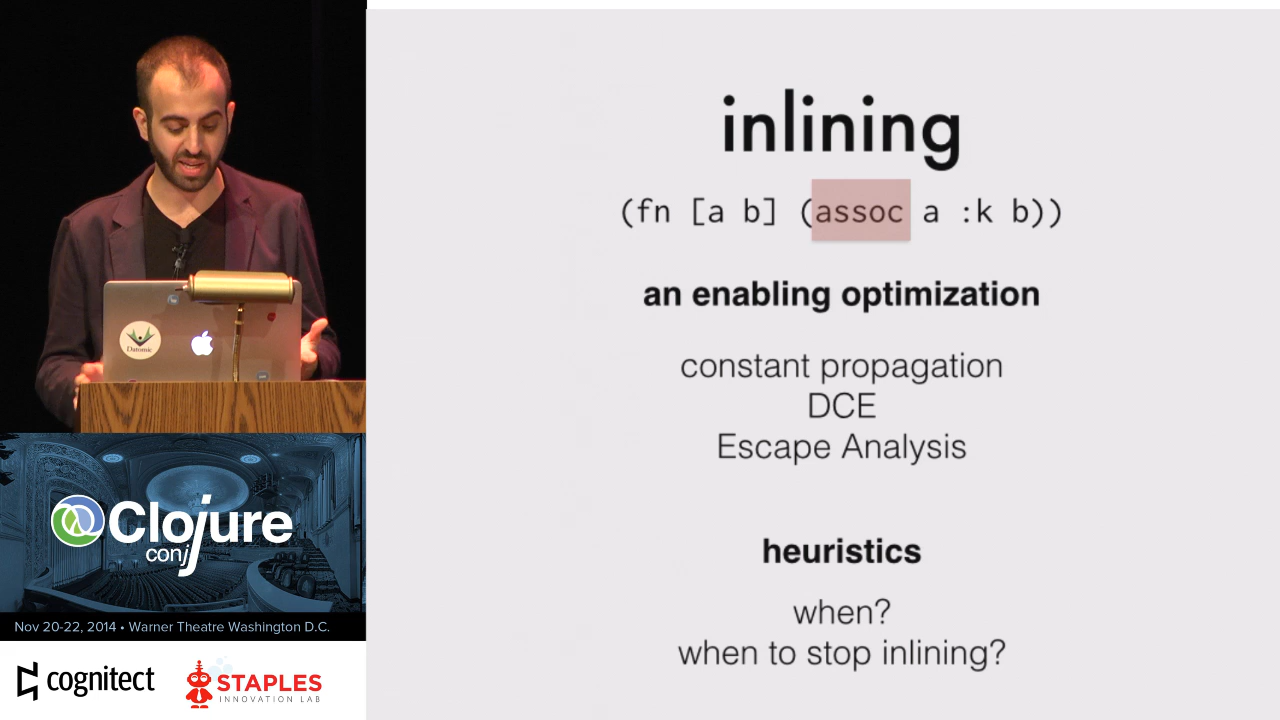 inlining
(fn [a b] (assoc a :k b))
an enabling optimization
constant propagation
DCE
Escape Analysis
heuristics
when?
when to stop inlining?
Datomic
Clojure
conj
Nov 20-22, 2014 • Warner Theatre Washington D.C.
cognitect
STAPLES
INNOVATION LAB